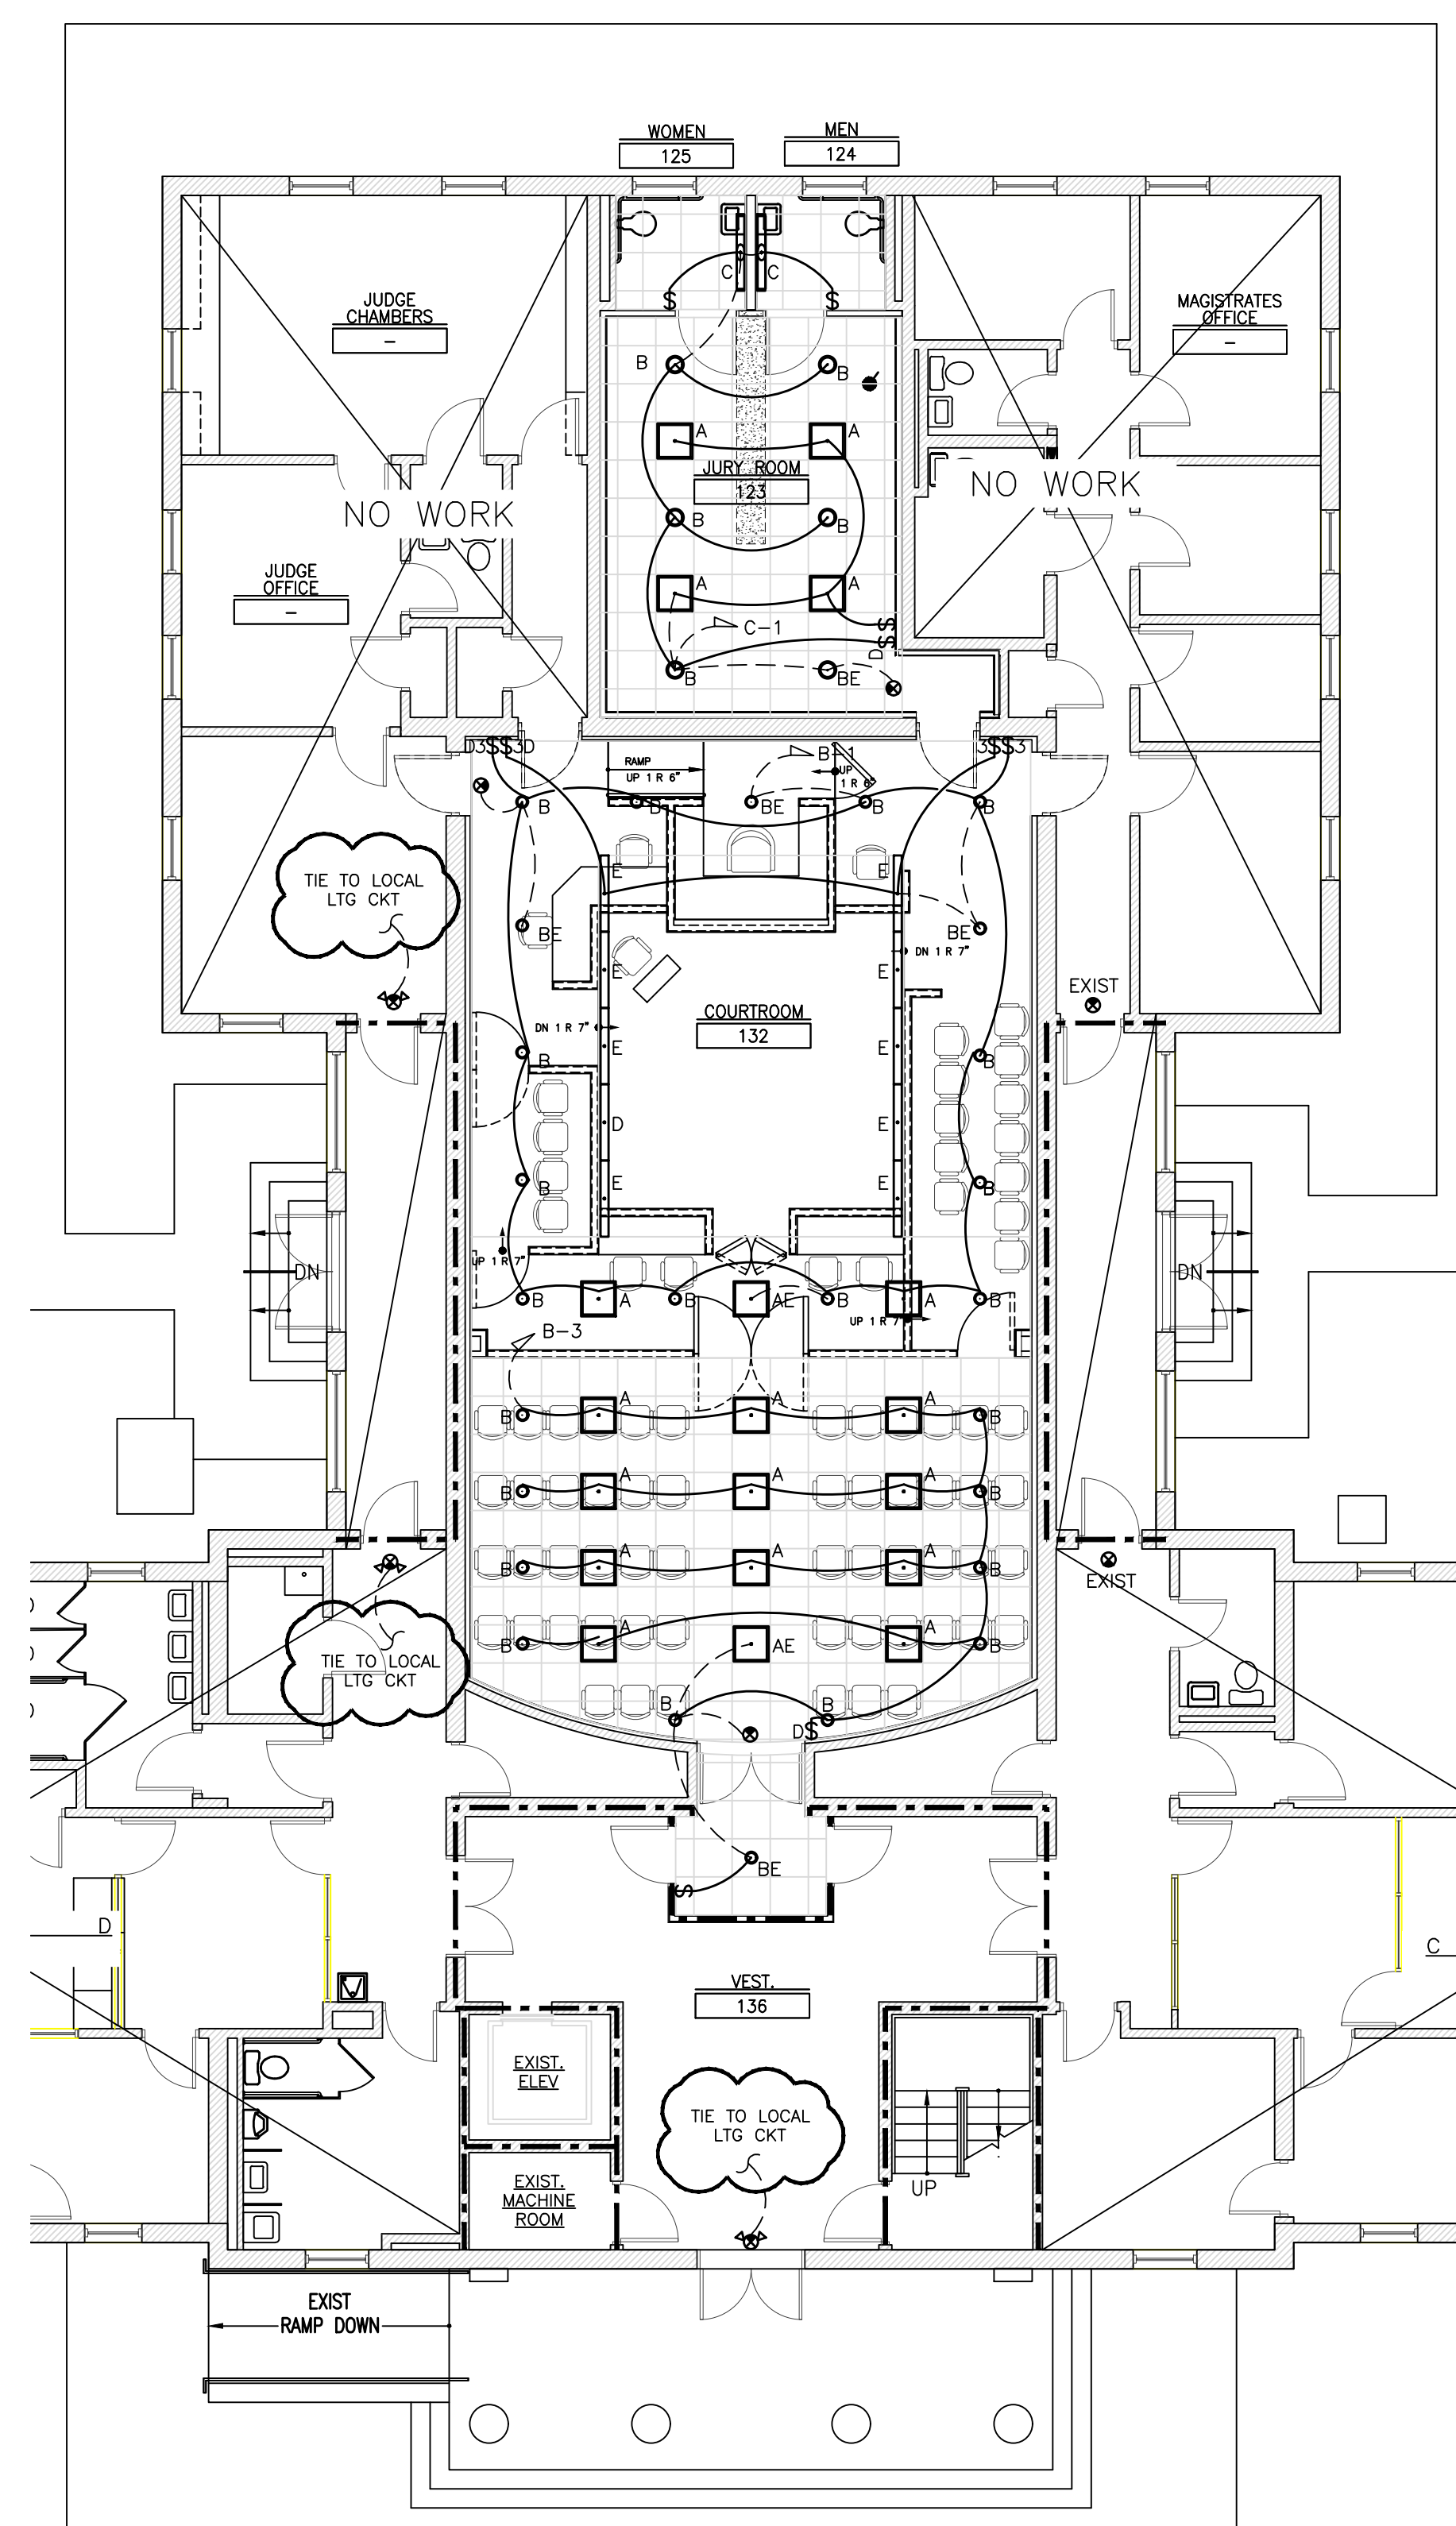 WOMEN
125
MEN
124
C
C
$
$
JUDGE
CHAMBERS
-
MAGISTRATES
OFFICE
-
B
B
A
A
JURY ROOM
123
NO WORK
NO WORK
B
B
JUDGE
OFFICE
-
A
A
C-1
$
$
D
B
BE
D3$$3D
3$$3
RAMP
UP 1 R 6"
B-1
UP
1 R 6"
B
B
BE
B
B
TIE TO LOCAL
LTG CKT
E
E
BE
BE
DN 1 R 7"
E
E
EXIST
COURTROOM
132
DN 1 R 7"
E
E
B
B
D
E
E
E
B
B
UP 1 R 7"
DN
DN
B
A
B
AE
B
A
B
UP 1 R 7"
B-3
A
A
A
B
B
A
A
A
B
B
A
A
A
B
B
EXIST
A
A
B
AE
B
TIE TO LOCAL
LTG CKT
B
B
D$
BE
$
D
C
VEST.
136
EXIST.
ELEV
TIE TO LOCAL
LTG CKT
EXIST.
MACHINE
ROOM
UP
EXIST
RAMP DOWN